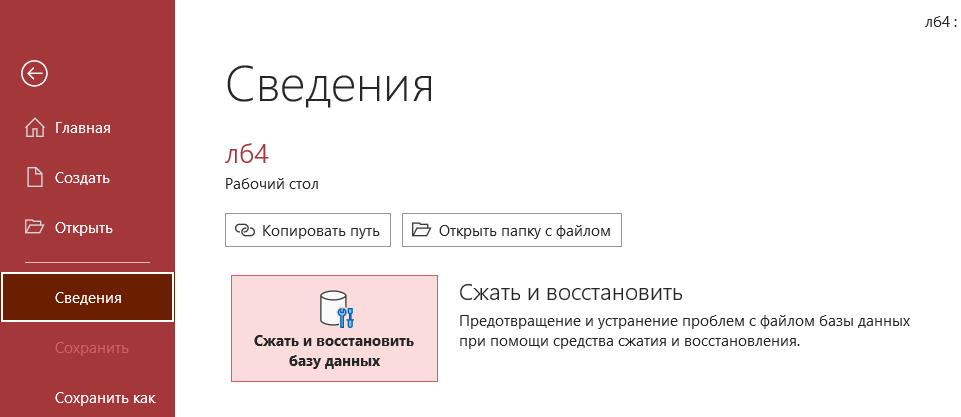 лб4 :
Сведения
лб4
Рабочий стол
Главная
Создать
Открыть
Сведения
Сохранить
Сохранить как
Копировать путь
Открыть папку с файлом
Сжать и восстановить
базу данных
Сжать и восстановить
Предотвращение и устранение проблем с файлом базы данных
при помощи средства сжатия и восстановления.